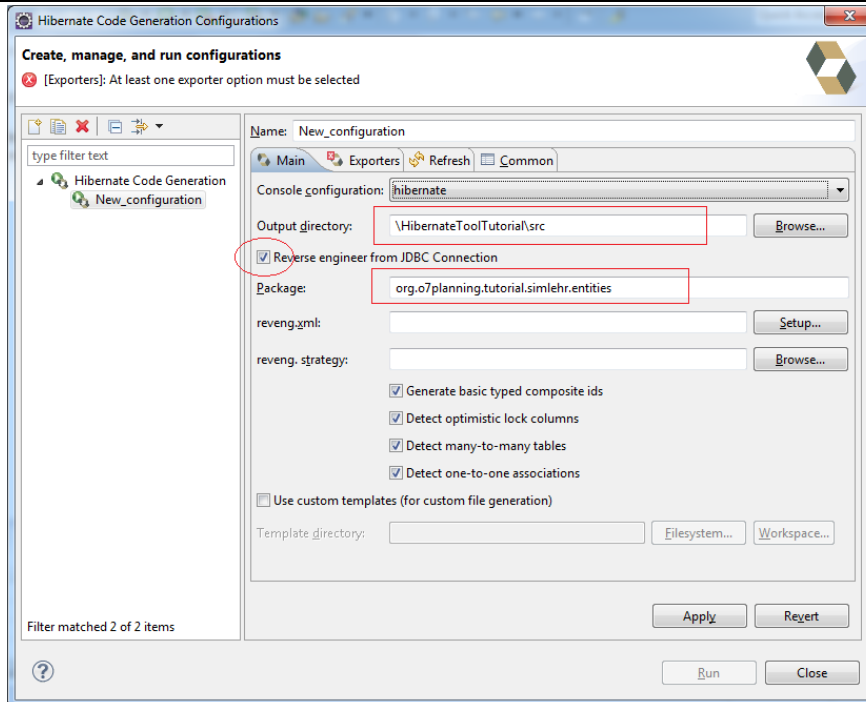 Hibernate Code Generation Configurations
Create, manage, and run configurations
[Exporters]: At least one exporter option must be selected
type filter text
Hibernate Code Generation
New_configuration
Filter matched 2 of 2 items
Name: New_configuration
Main Exporters Refresh Common
Console configuration: hibernate
Output directory: \HibernateToolTutorial\src Browse...
Reverse engineer from JDBC Connection
Package: org.o7planning.tutorial.simlehr.entities
reveng.xml: Setup...
reveng. strategy: Browse...
Generate basic typed composite ids
Detect optimistic lock columns
Detect many-to-many tables
Detect one-to-one associations
Use custom templates (for custom file generation)
Template directory: Filesystem... Workspace...
Apply Revert
? Run Close